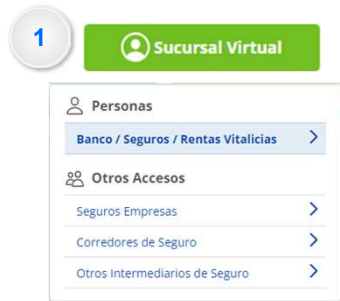 1
Sucursal Virtual
Personas
Banco / Seguros / Rentas Vitalicias
Otros Accesos
Seguros Empresas
Corredores de Seguro
Otros Intermediarios de Seguro